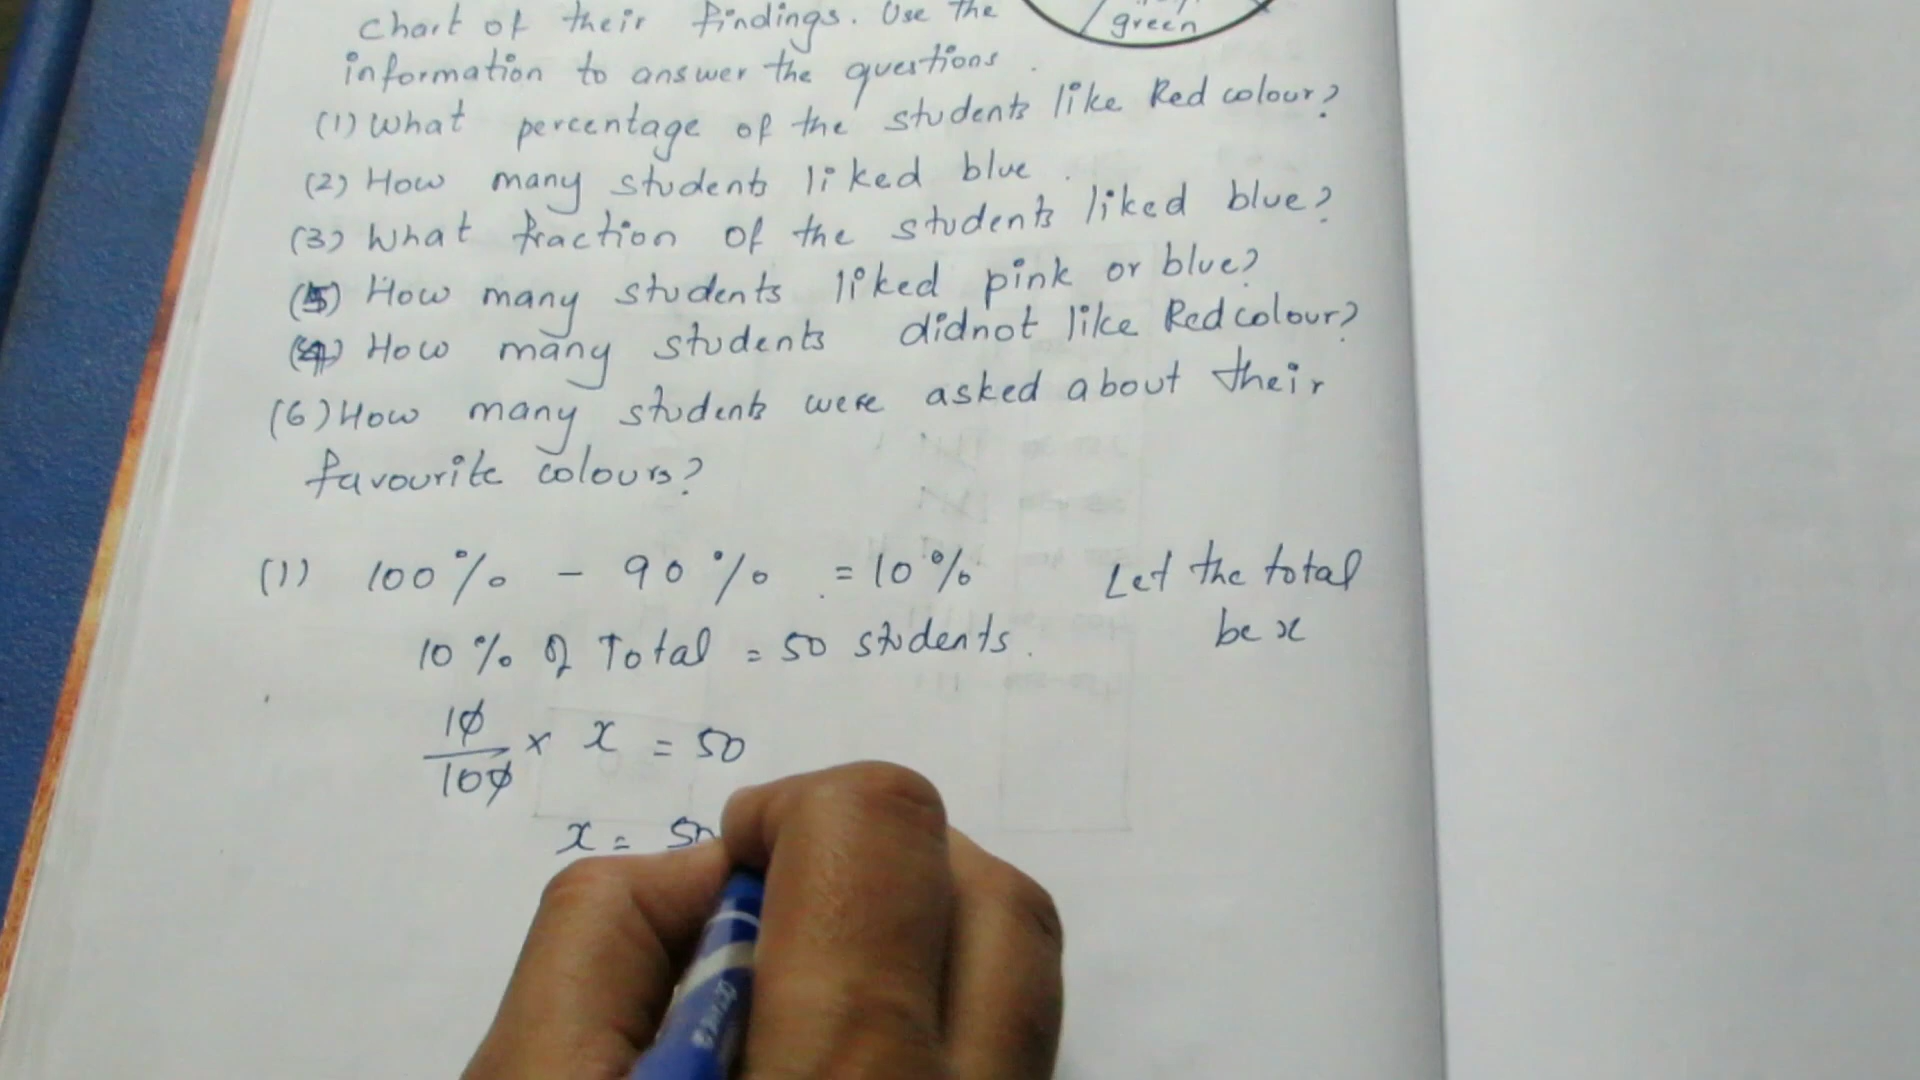 green
chart of their findings. Use the
information to answer the questions.
(1) What percentage of the students like Red colour?
(2) How many students liked blue.
(3) What fraction of the students liked blue?
(5) How many students liked pink or blue?
(4) How many students didnot like Red colour?
(6) How many students were asked about their
favourite colours?
(1) 100% - 90% = 10%
Let the total
be x
10% of Total = 50 students.
10/100 × x = 50
x = 50